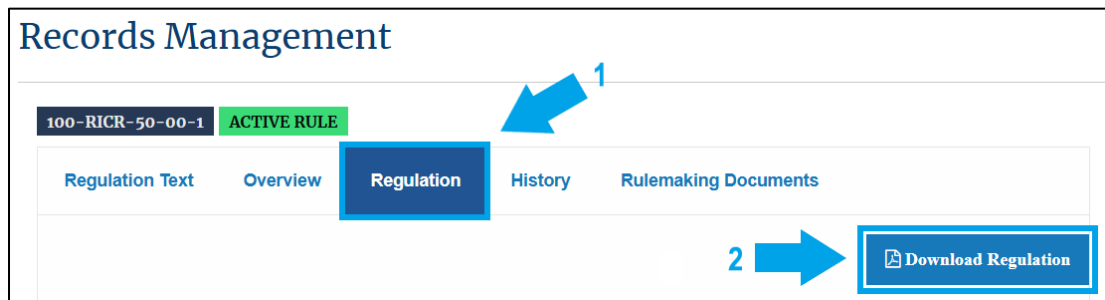 Records Management
1
100-RICR-50-00-1 ACTIVE RULE
Regulation Text Overview Regulation History Rulemaking Documents
2 Download Regulation